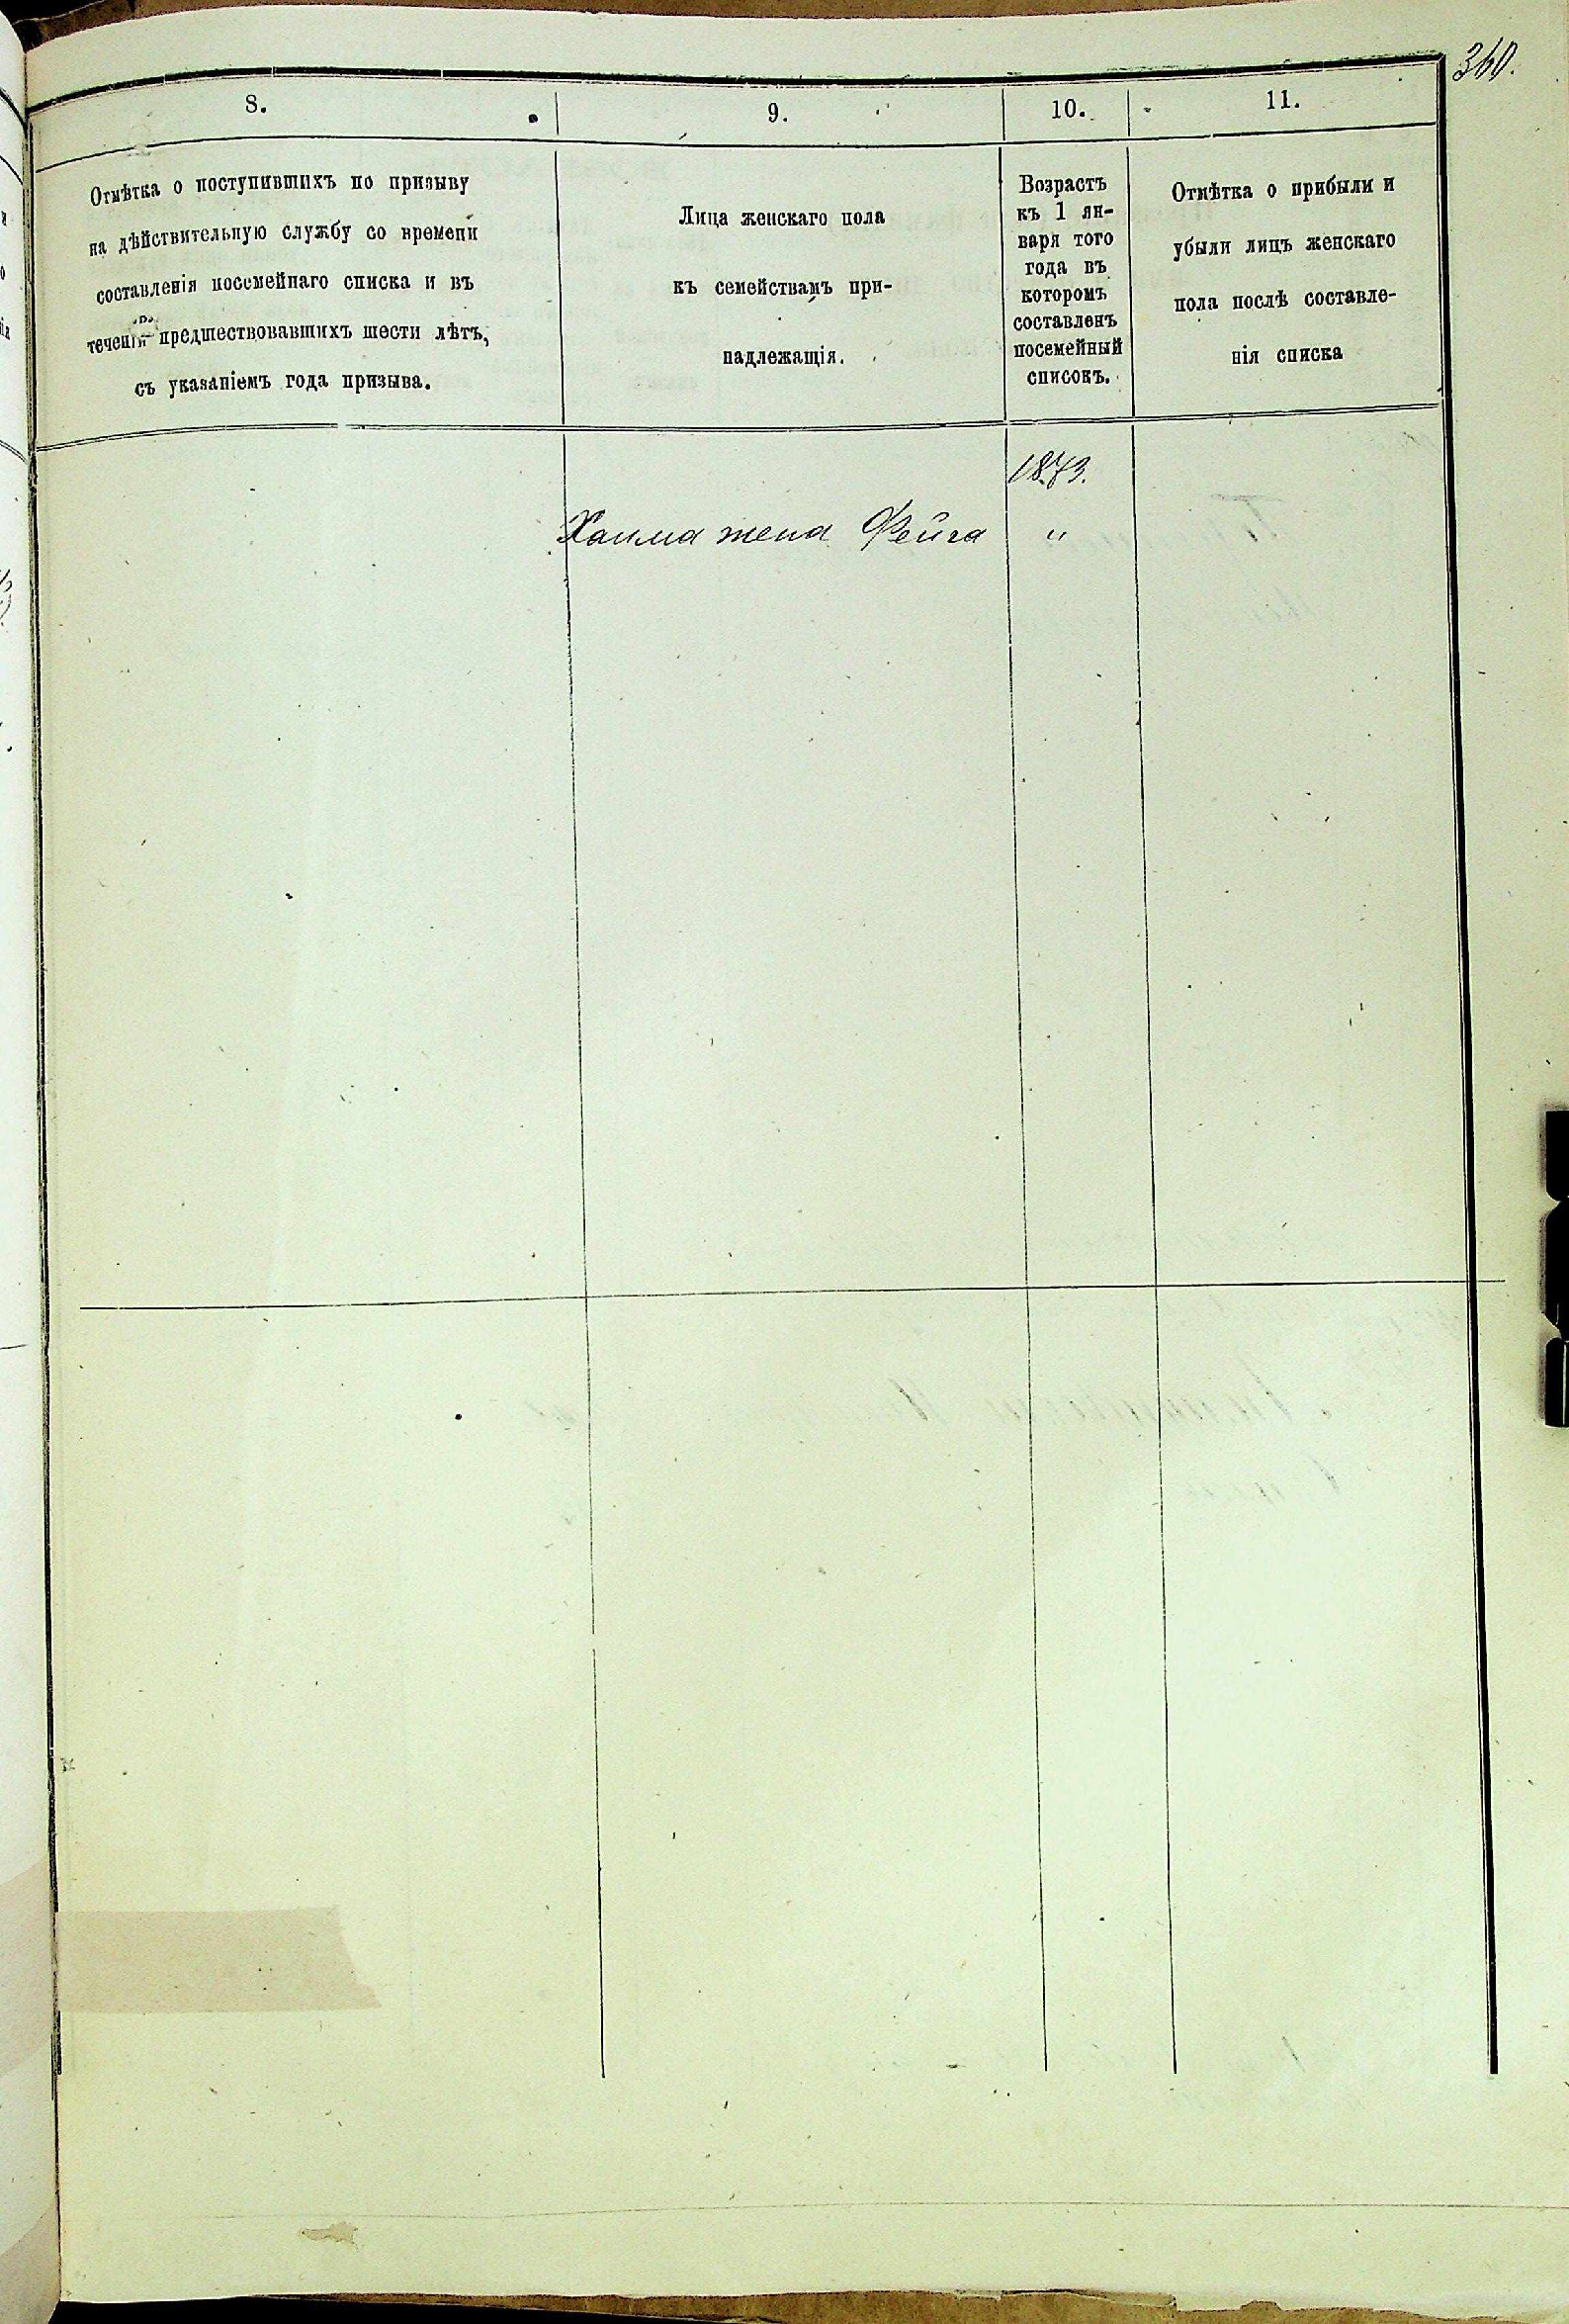 360.
8.
9.
10.
11.
Отмѣтка о поступившихъ по призыву
на дѣйствительную службу со времени
составленія посемейнаго списка и въ
теченіи предшествовавшихъ шести лѣтъ,
съ указаніемъ года призыва.
Лица женскаго пола
къ семействамъ при-
надлежащія.
Возрастъ
къ 1 ян-
варя того
года въ
которомъ
составленъ
посемейный
списокъ.
Отмѣтка о прибыли и
убыли лицъ женскаго
пола послѣ составле-
нія списка
1873.
Хаима жена Фейга "